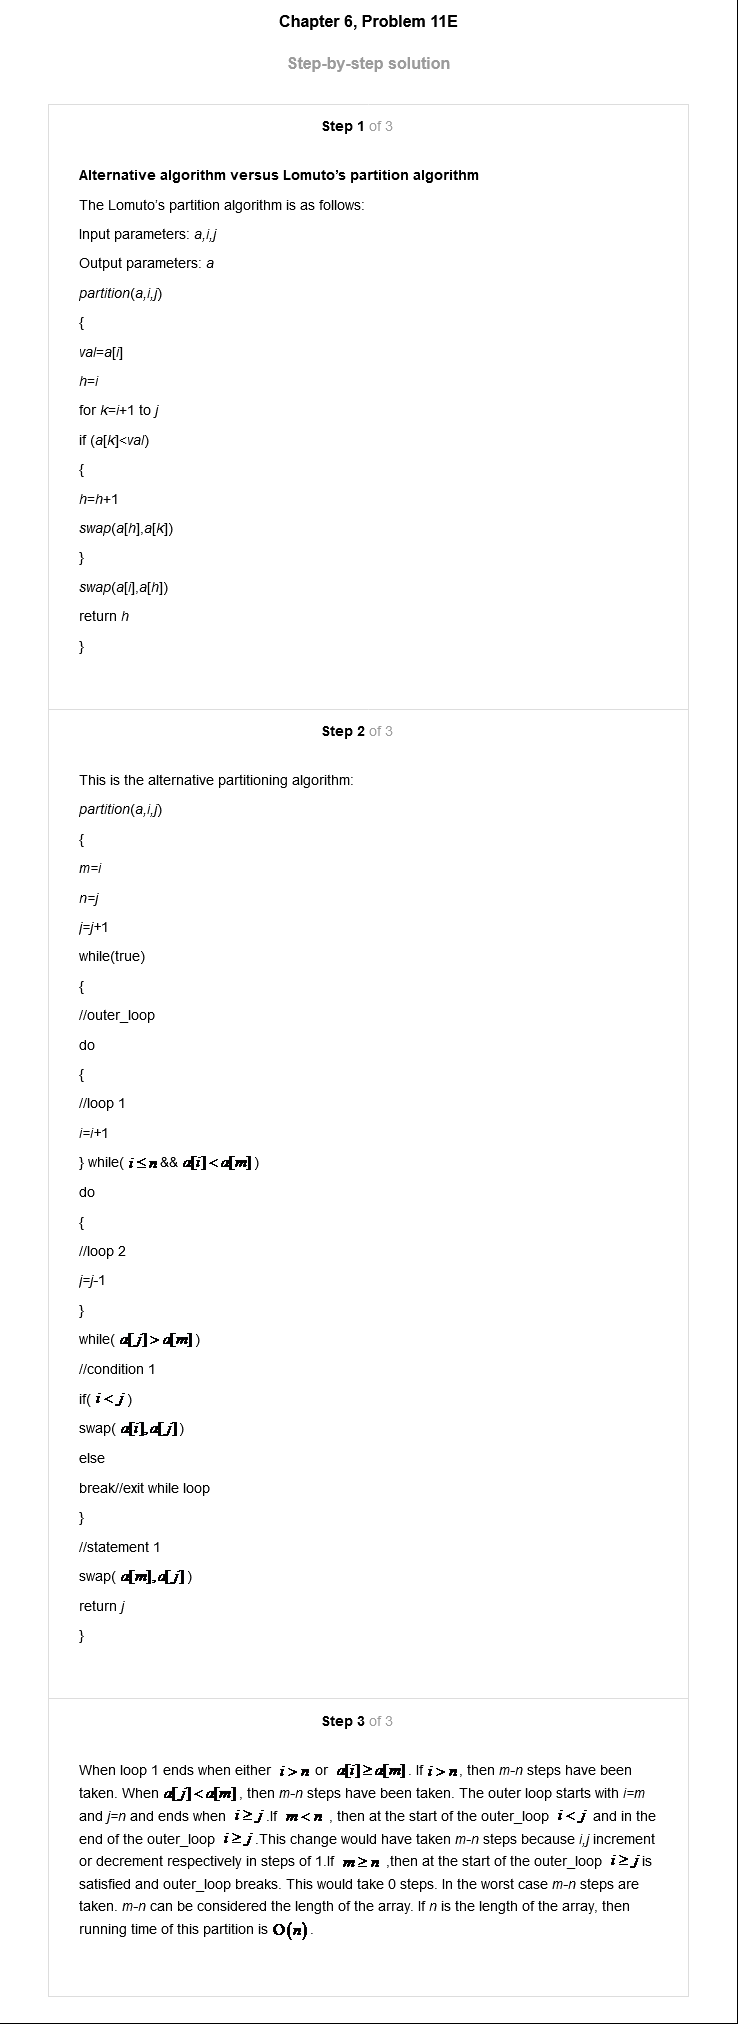 Chapter 6, Problem 11E
Step-by-step solution
Step 1 of 3
Alternative algorithm versus Lomuto's partition algorithm
The Lomuto's partition algorithm is as follows:
Input parameters: a,i,j
Output parameters: a
partition(a,i,j)
{
val=a[i]
h=i
for k=i+1 to j
if (a[k]<val)
{
h=h+1
swap(a[h],a[k])
}
swap(a[i],a[h])
return h
}
Step 2 of 3
This is the alternative partitioning algorithm:
partition(a,i,j)
{
m=i
n=j
j=j+1
while(true)
{
//outer_loop
do
{
//loop 1
i=i+1
} while( i ≤ n && a[i] < a[m] )
do
{
//loop 2
j=j-1
}
while( a[j] > a[m] )
//condition 1
if( i < j )
swap( a[i],a[j] )
else
break//exit while loop
}
//statement 1
swap( a[m],a[j] )
return j
}
Step 3 of 3
When loop 1 ends when either i > n or a[i] ≥ a[m] . If i > n , then m-n steps have been
taken. When a[j] < a[m] , then m-n steps have been taken. The outer loop starts with i=m
and j=n and ends when i ≥ j .If m < n , then at the start of the outer_loop i < j and in the
end of the outer_loop i ≥ j .This change would have taken m-n steps because i,j increment
or decrement respectively in steps of 1.If m ≥ n ,then at the start of the outer_loop i ≥ j is
satisfied and outer_loop breaks. This would take 0 steps. In the worst case m-n steps are
taken. m-n can be considered the length of the array. If n is the length of the array, then
running time of this partition is O(n) .